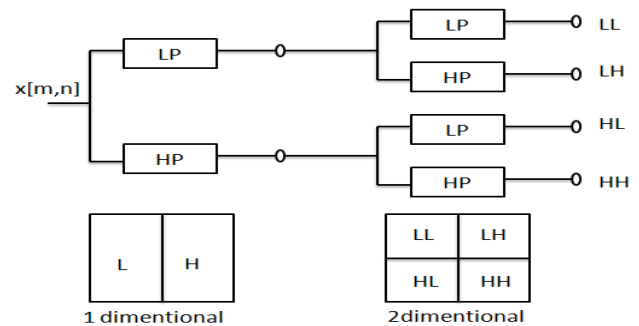 LP
LL
LP
HP
LH
x[m,n]
LP
HL
HP
HP
HH
L
H
LL
LH
HL
HH
1 dimentional
2dimentional